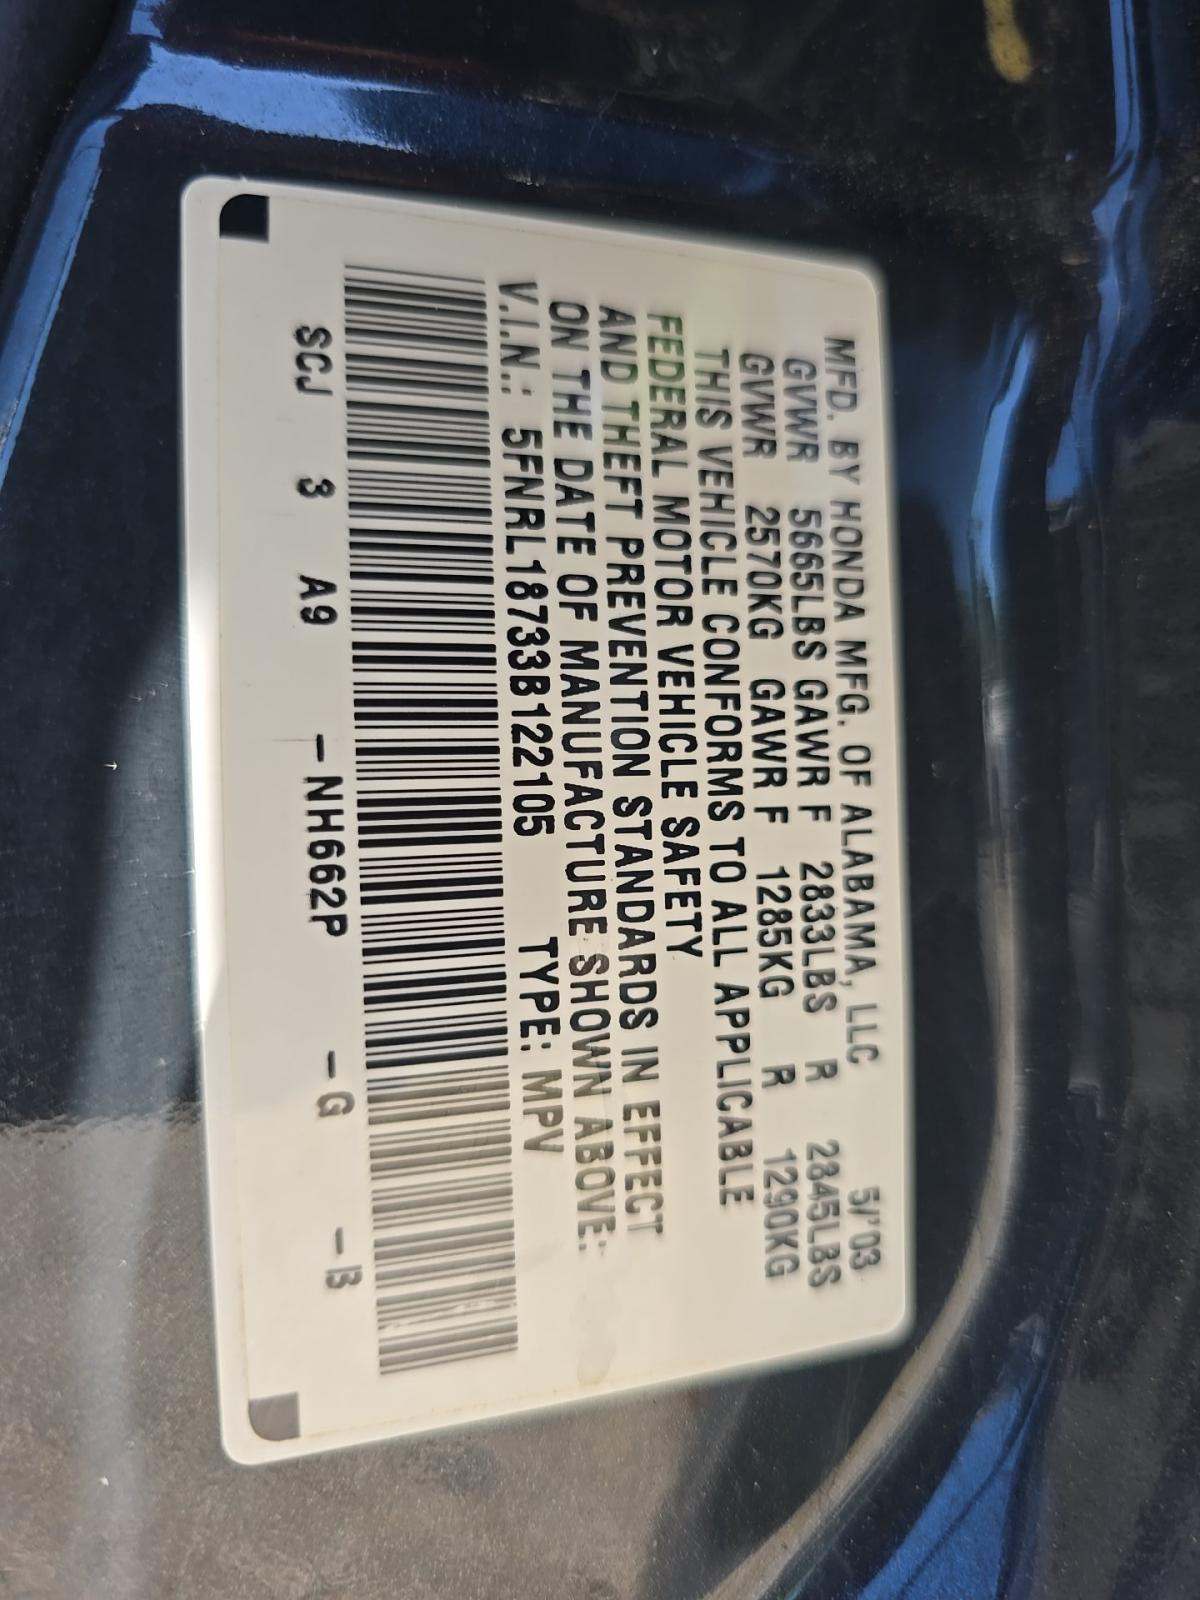 MFD. BY HONDA MFG. OF ALABAMA, LLC 5/'03
GVWR 5665LBS GAWR F 2833LBS R 2845LBS
GVWR 2570KG GAWR F 1285KG R 1290KG
THIS VEHICLE CONFORMS TO ALL APPLICABLE
FEDERAL MOTOR VEHICLE SAFETY
AND THEFT PREVENTION STANDARDS IN EFFECT
ON THE DATE OF MANUFACTURE SHOWN ABOVE:
V.I.N.: 5FNRL18733B122105 TYPE: MPV
SCJ 3 A9 -NH662P -G -B